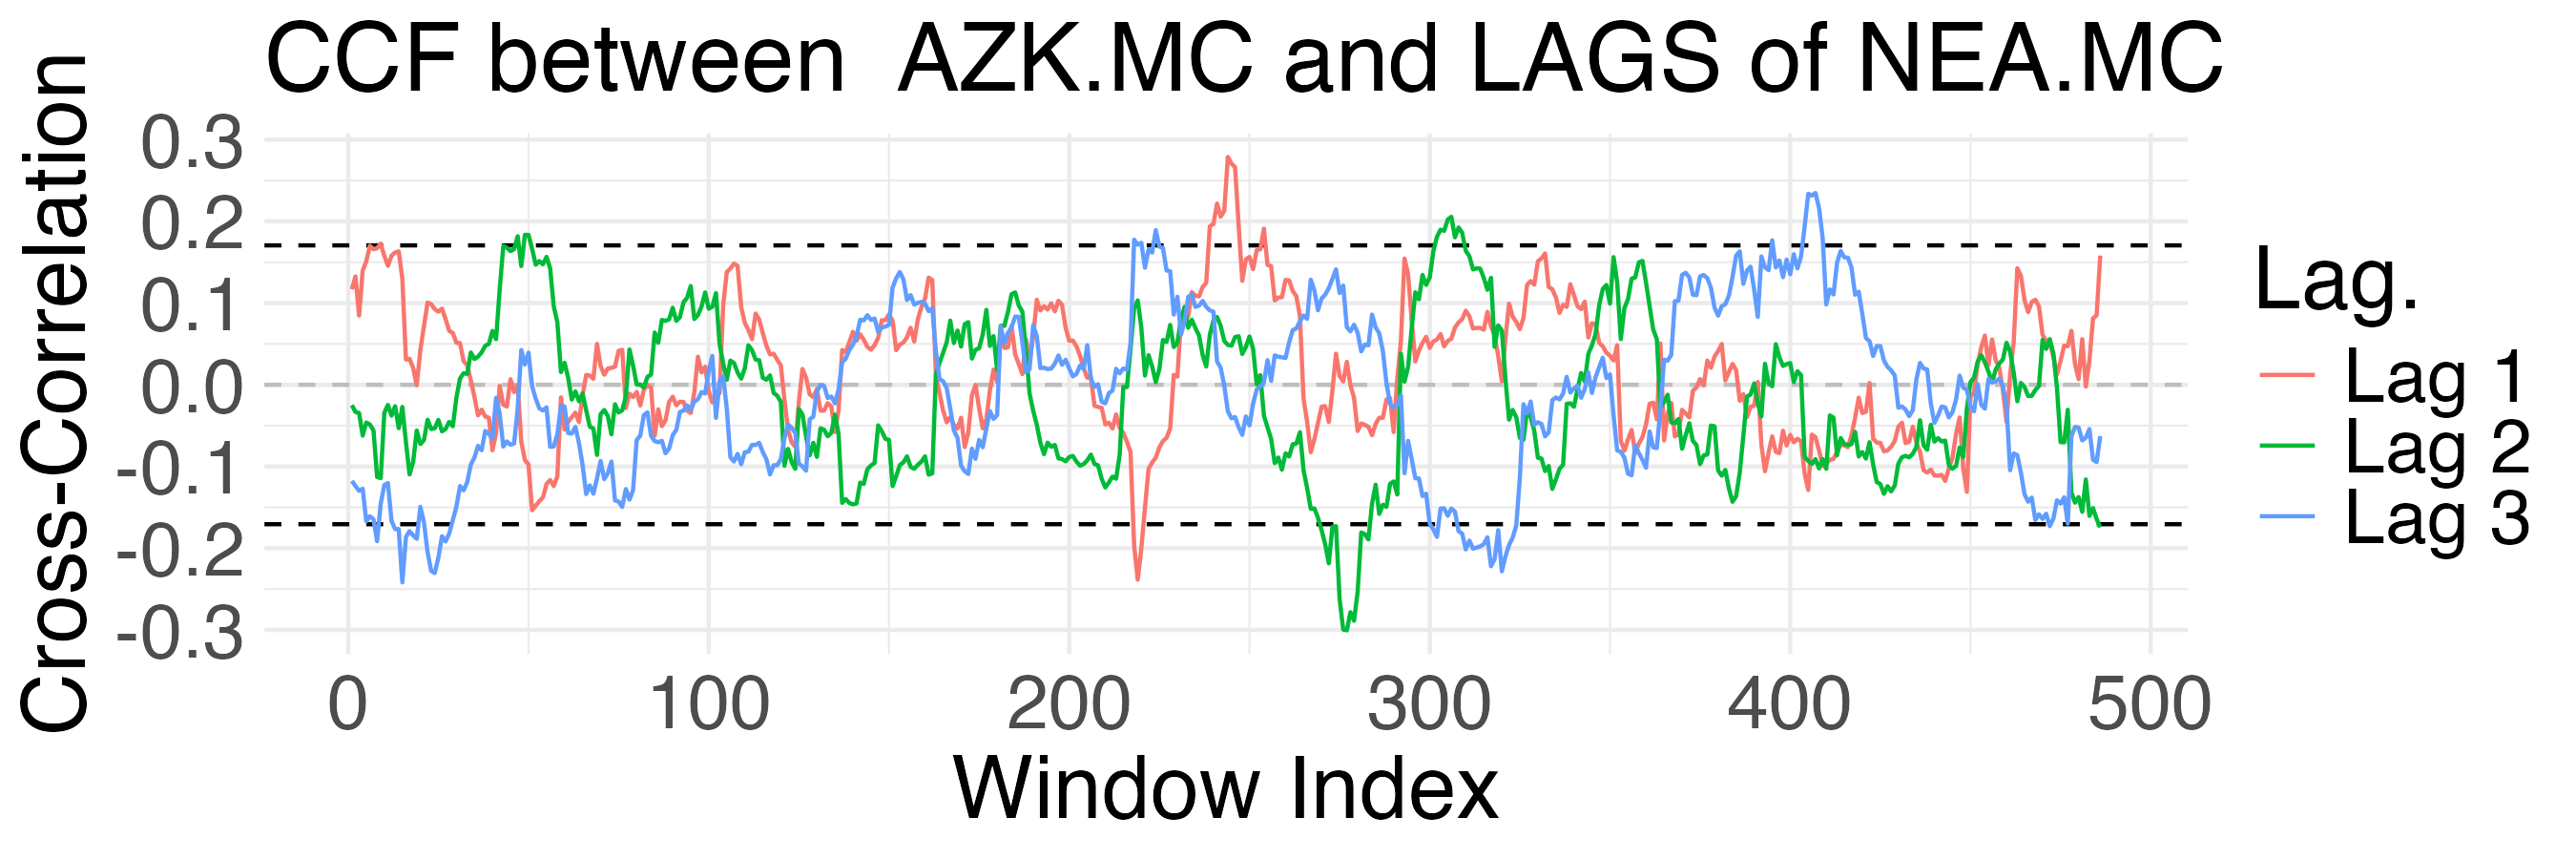 CCF between  AZK.MC and LAGS of NEA.MC
Cross-Correlation
0.3
0.2
0.1
0.0
-0.1
-0.2
-0.3
0 100 200 300 400 500
Window Index
Lag.
Lag 1
Lag 2
Lag 3